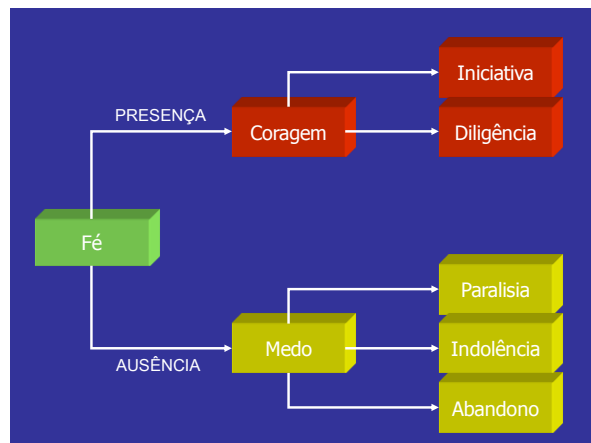 Iniciativa
PRESENÇA
Coragem
Diligência
Fé
Paralisia
Medo
Indolência
AUSÊNCIA
Abandono